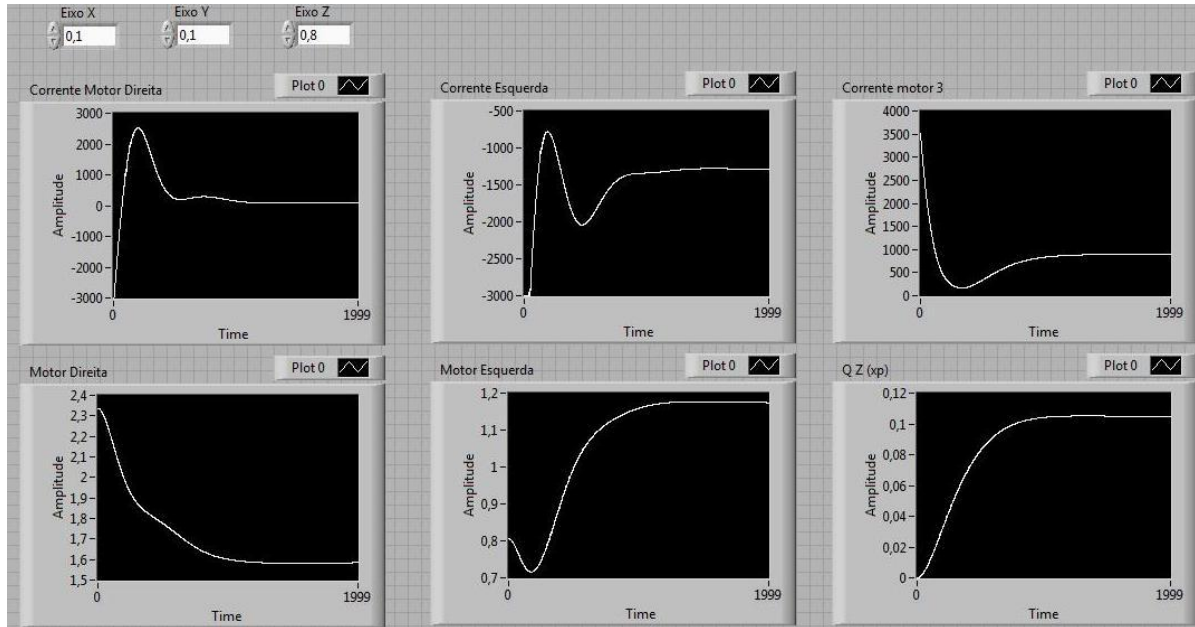 Eixo X
Eixo Y
Eixo Z
0,1
0,1
0,8
Corrente Motor Direita
Plot 0
Amplitude
3000
2000
1000
0
-1000
-2000
-3000
0
1999
Time
Corrente Esquerda
Plot 0
Amplitude
-500
-1000
-1500
-2000
-2500
-3000
0
1999
Time
Corrente motor 3
Plot 0
Amplitude
4000
3500
3000
2500
2000
1500
1000
500
0
0
1999
Time
Motor Direita
Plot 0
Amplitude
2,4
2,3
2,2
2,1
2
1,9
1,8
1,7
1,6
1,5
0
1999
Time
Motor Esquerda
Plot 0
Amplitude
1,2
1,1
1
0,9
0,8
0,7
0
1999
Time
Q Z (xp)
Plot 0
Amplitude
0,12
0,1
0,08
0,06
0,04
0,02
0
0
1999
Time